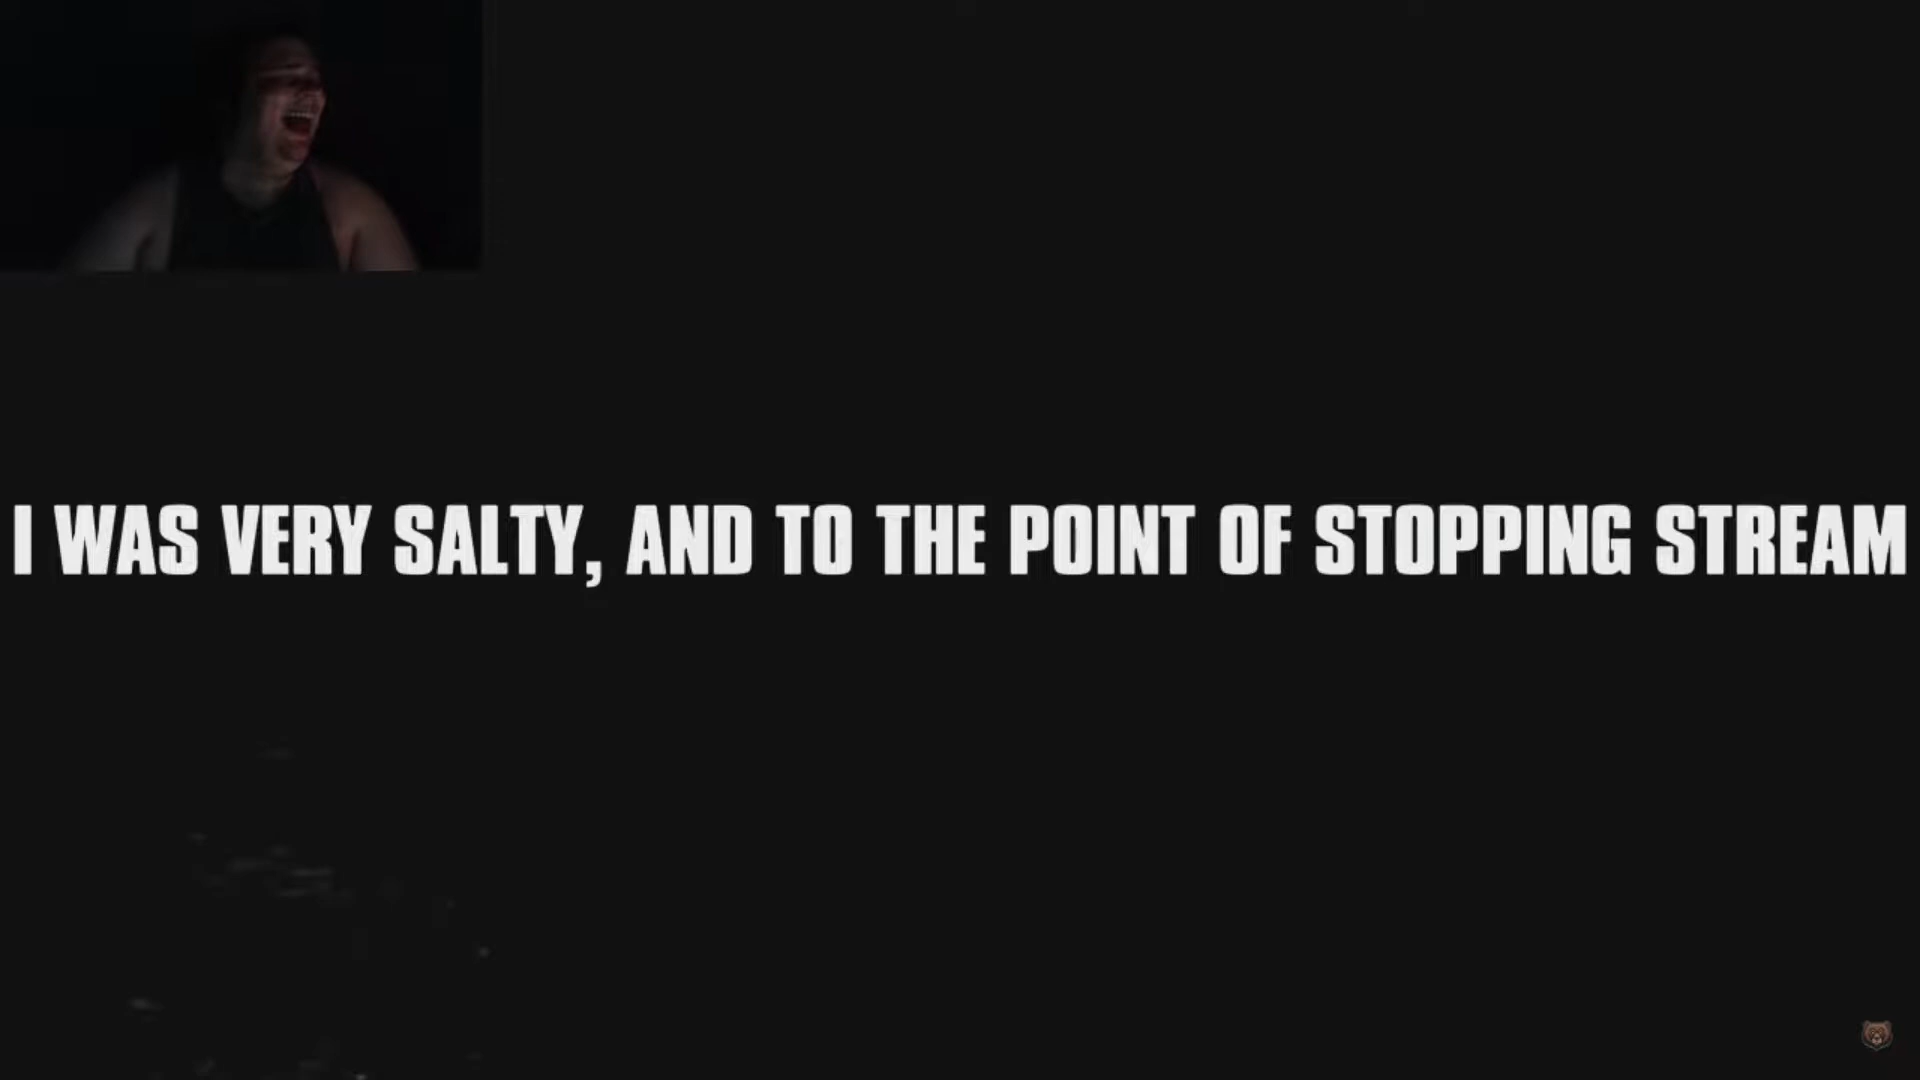 I WAS VERY SALTY, AND TO THE POINT OF STOPPING STREAM